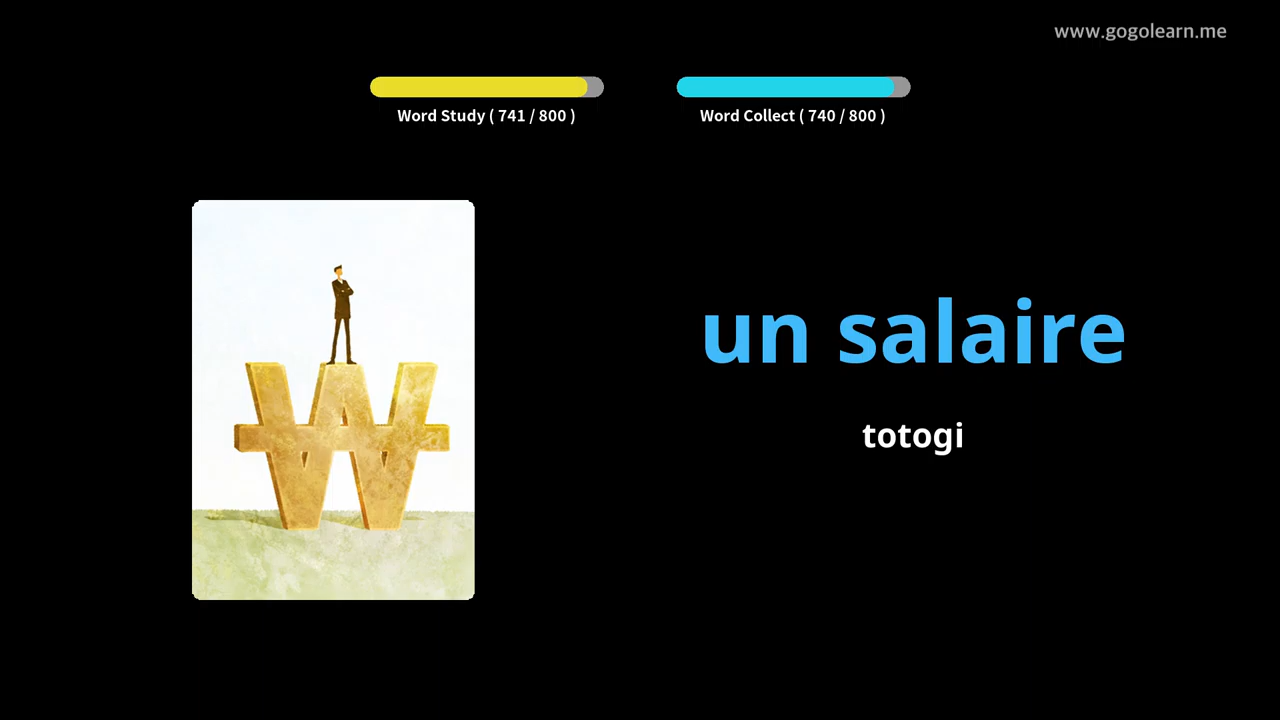 www.gogolearn.me
Word Study ( 741 / 800 )
Word Collect ( 740 / 800 )
un salaire
totogi